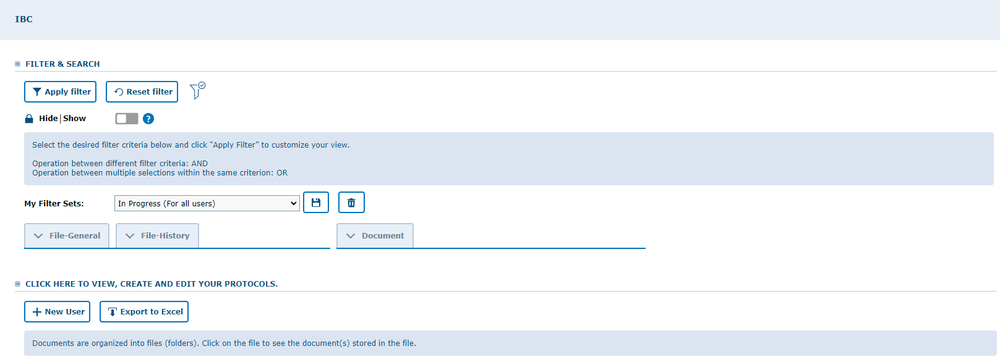 IBC
FILTER & SEARCH
Apply filter
Reset filter
Hide|Show
?
Select the desired filter criteria below and click “Apply Filter” to customize your view.
Operation between different filter criteria: AND
Operation between multiple selections within the same criterion: OR
My Filter Sets:
In Progress (For all users)
File-General
File-History
Document
CLICK HERE TO VIEW, CREATE AND EDIT YOUR PROTOCOLS.
New User
Export to Excel
Documents are organized into files (folders). Click on the file to see the document(s) stored in the file.